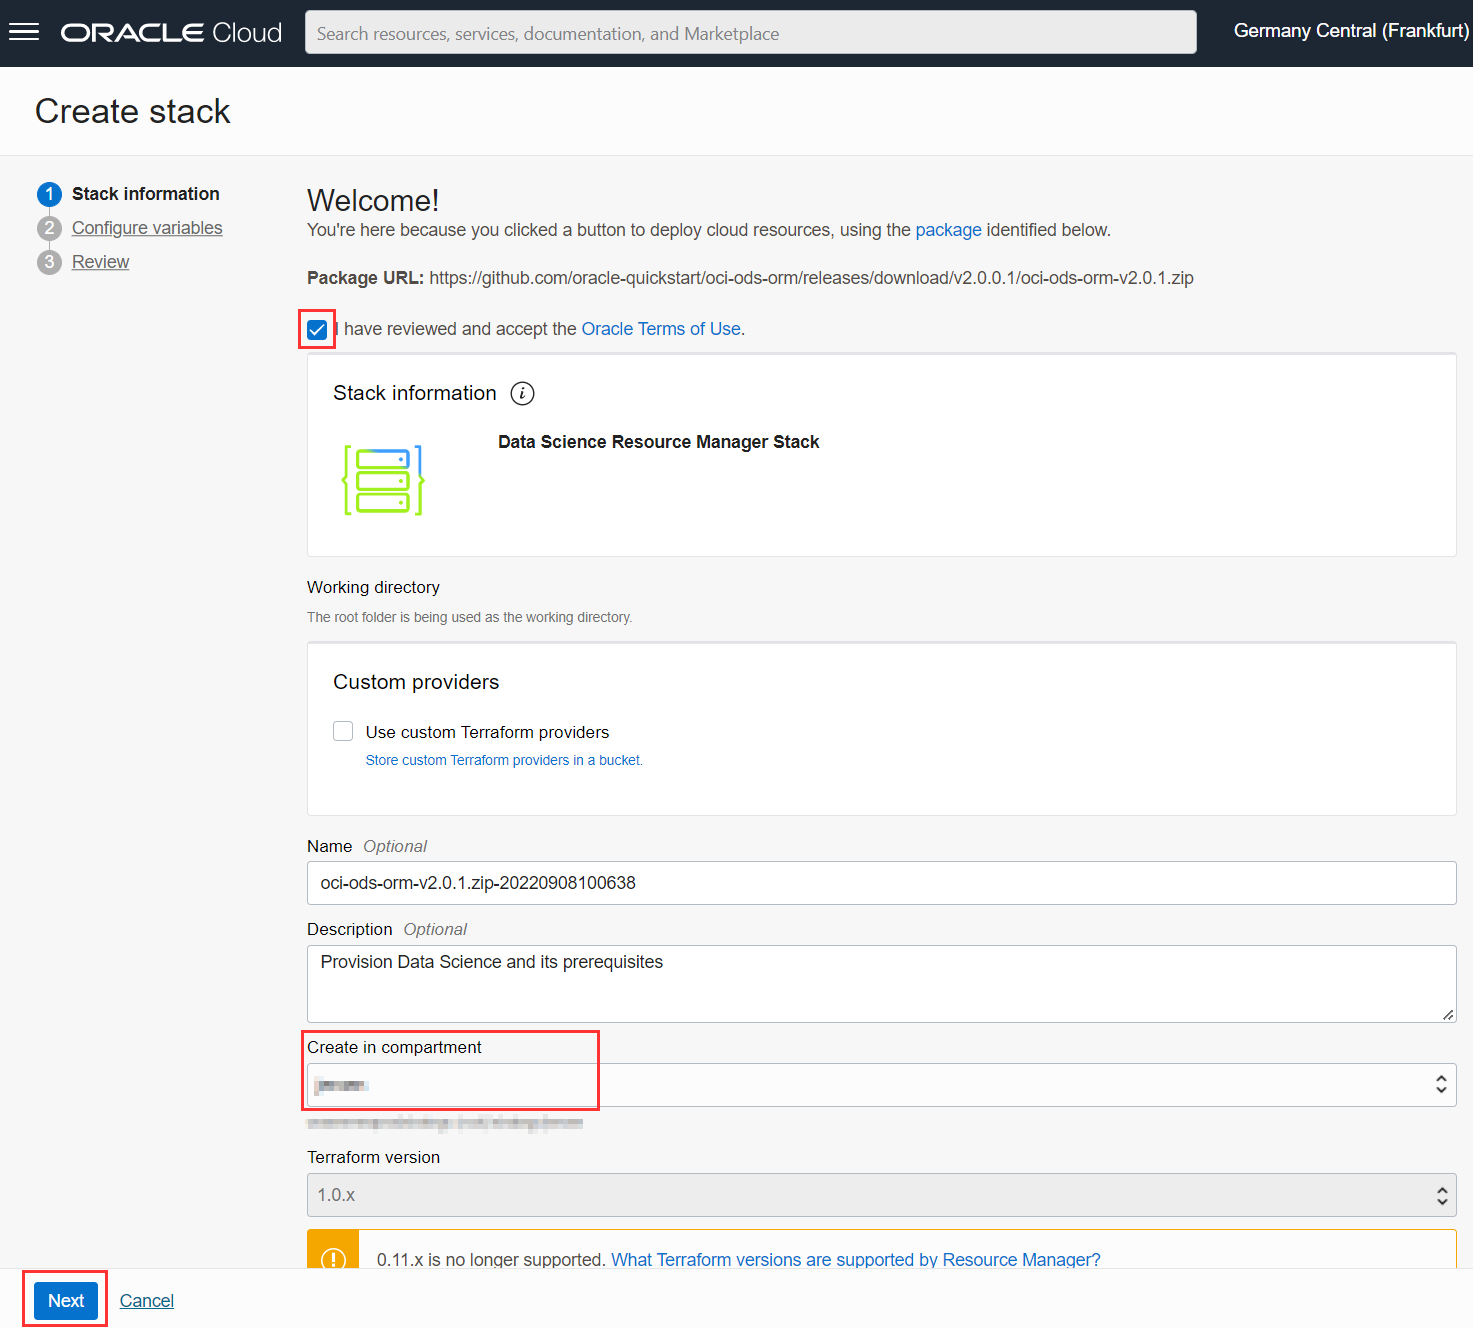 ORACLE Cloud
Search resources, services, documentation, and Marketplace
Germany Central (Frankfurt)
Create stack
1 Stack information
2 Configure variables
3 Review
Welcome!
You're here because you clicked a button to deploy cloud resources, using the package identified below.
Package URL: https://github.com/oracle-quickstart/oci-ods-orm/releases/download/v2.0.0.1/oci-ods-orm-v2.0.1.zip
I have reviewed and accept the Oracle Terms of Use.
Stack information i
Data Science Resource Manager Stack
Working directory
The root folder is being used as the working directory.
Custom providers
Use custom Terraform providers
Store custom Terraform providers in a bucket.
Name Optional
oci-ods-orm-v2.0.1.zip-20220908100638
Description Optional
Provision Data Science and its prerequisites
Create in compartment
Terraform version
1.0.x
0.11.x is no longer supported. What Terraform versions are supported by Resource Manager?
Next Cancel